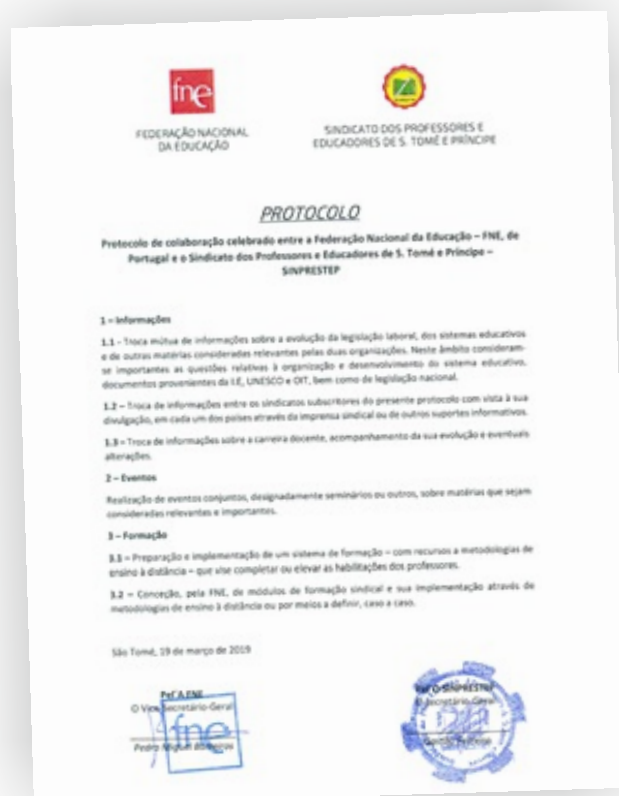 fne
FEDERAÇÃO NACIONAL
DA EDUCAÇÃO
SINDICATO DOS PROFESSORES E
EDUCADORES DE S. TOMÉ E PRÍNCIPE
PROTOCOLO
Protocolo de colaboração celebrado entre a Federação Nacional da Educação – FNE, de
Portugal e o Sindicato dos Professores e Educadores de S. Tomé e Príncipe –
SINPRESTEP
1 – Informações
1.1 - Troca mútua de informações sobre a evolução da legislação laboral, dos sistemas educativos
e de outras matérias consideradas relevantes pelas duas organizações. Neste âmbito consideram-
se importantes as questões relativas à organização e desenvolvimento do sistema educativo,
documentos provenientes da I.E, UNESCO e OIT, bem como de legislação nacional.
1.2 – Troca de informações entre os sindicatos subscritores do presente protocolo com vista à sua
divulgação, em cada um dos países através da imprensa sindical ou de outros suportes informativos.
1.3 – Troca de informações sobre a carreira docente, acompanhamento da sua evolução e eventuais
alterações.
2 – Eventos
Realização de eventos conjuntos, designadamente seminários ou outros, sobre matérias que sejam
consideradas relevantes e importantes.
3 – Formação
3.1 – Preparação e implementação de um sistema de formação – com recursos a metodologias de
ensino à distância – que vise completar ou elevar as habilitações dos professores.
3.2 – Conceção, pela FNE, de módulos de formação sindical e sua implementação através de
metodologias de ensino à distância ou por meios a definir, caso a caso.
São Tomé, 19 de março de 2019
Pel'A FNE
O Vice Secretário-Geral
fne
Pedro Miguel Barreiros
Pel'O SINPRESTEP
O Secretário-Geral